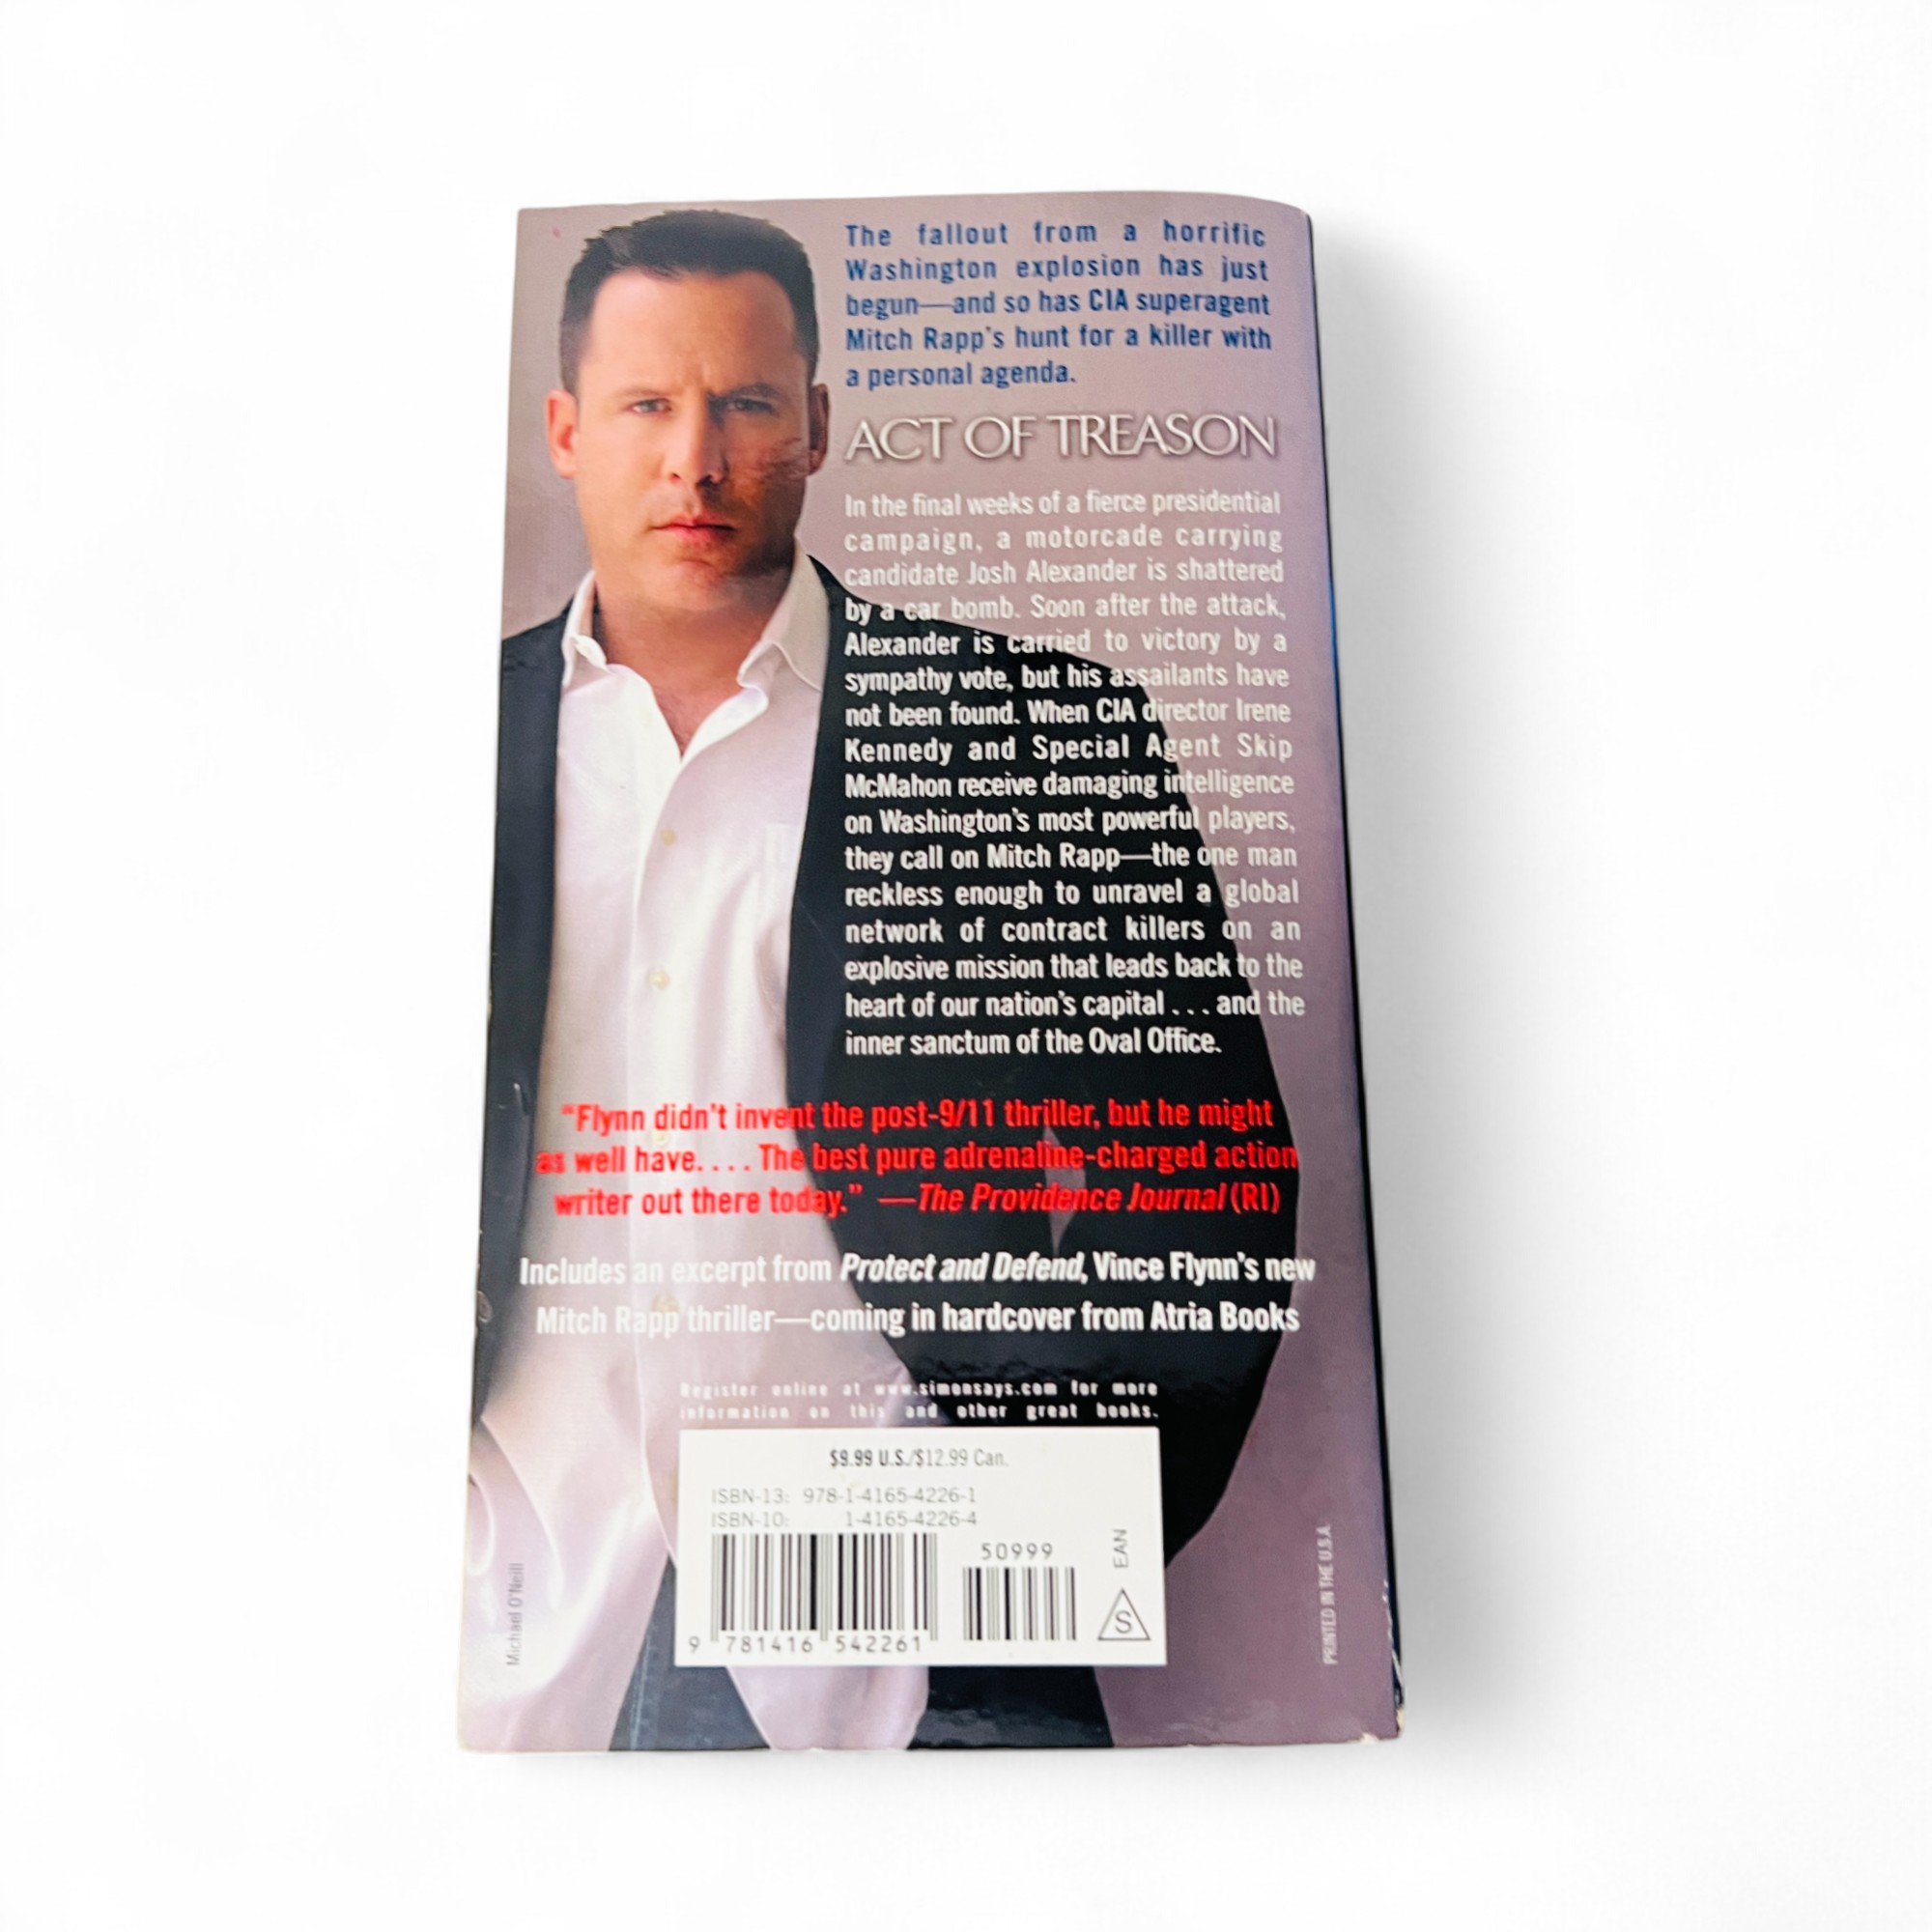 The fallout from a horrific
Washington explosion has just
begun—and so has CIA superagent
Mitch Rapp's hunt for a killer with
a personal agenda.
ACT OF TREASON
In the final weeks of a fierce presidential
campaign, a motorcade carrying
candidate Josh Alexander is shattered
by a car bomb. Soon after the attack,
Alexander is carried to victory by a
sympathy vote, but his assailants have
not been found. When CIA director Irene
Kennedy and Special Agent Skip
McMahon receive damaging intelligence
on Washington's most powerful players,
they call on Mitch Rapp—the one man
reckless enough to unravel a global
network of contract killers on an
explosive mission that leads back to the
heart of our nation's capital . . . and the
inner sanctum of the Oval Office.
"Flynn didn't invent the post-9/11 thriller, but he might
as well have. . . . The best pure adrenaline-charged action
writer out there today." —The Providence Journal (RI)
Includes an excerpt from Protect and Defend, Vince Flynn's new
Mitch Rapp thriller—coming in hardcover from Atria Books
Register online at www.simonsays.com for more
information on this and other great books.
$9.99 U.S./$12.99 Can.
ISBN-13: 978-1-4165-4226-1
ISBN-10: 1-4165-4226-4
50999
EAN
S
9 781416 542261
Michael O'Neill
PRINTED IN THE U.S.A.